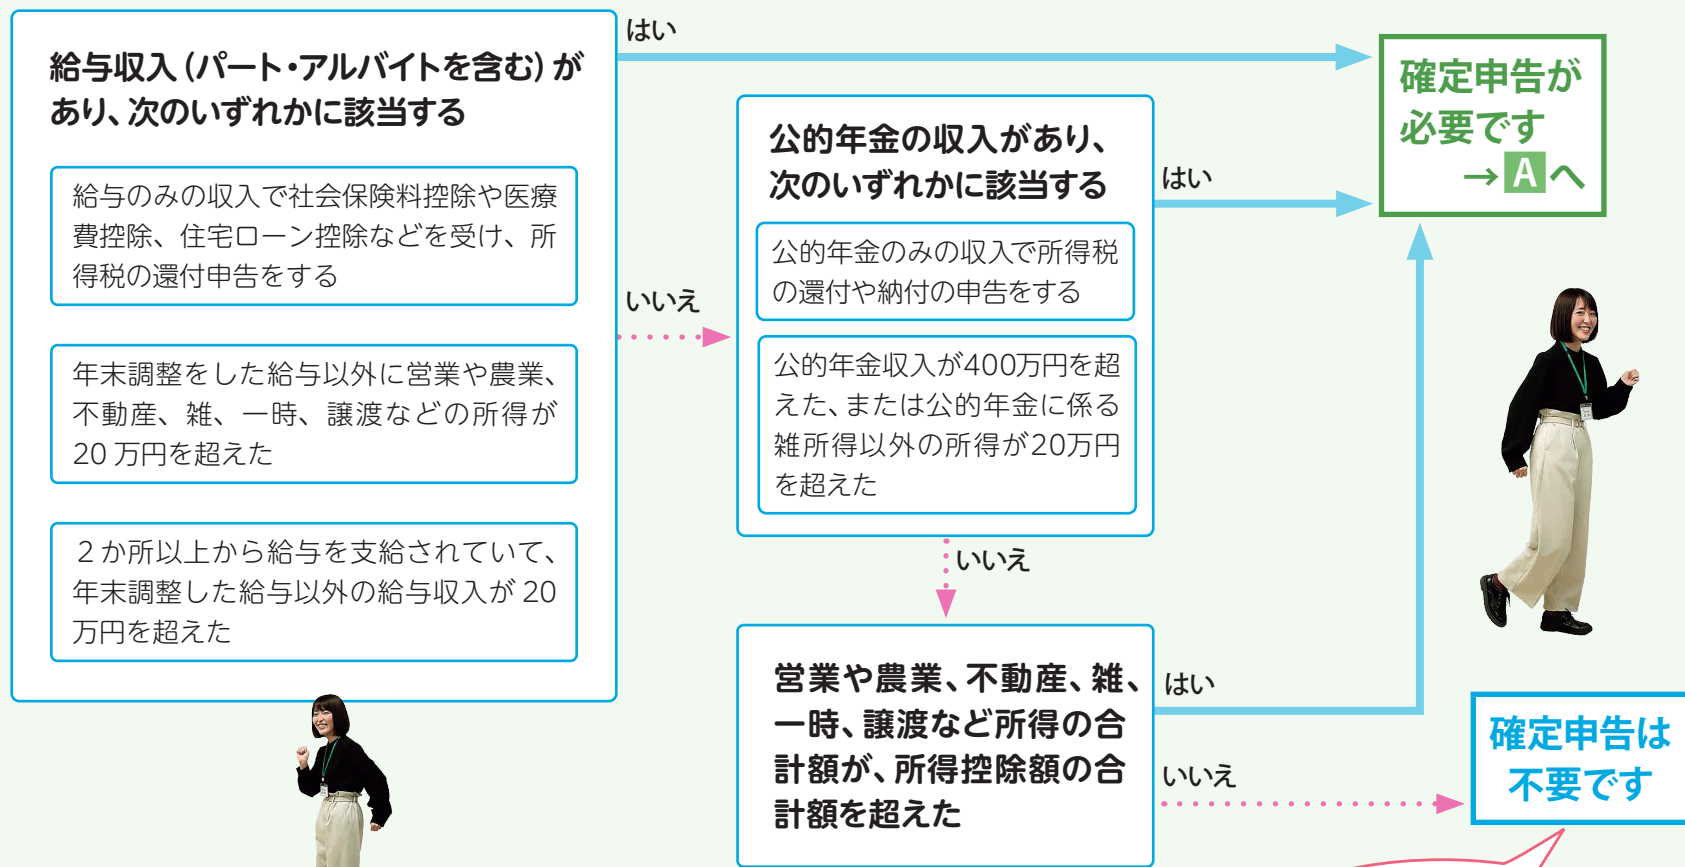 はい
給与収入（パート・アルバイトを含む）が
あり、次のいずれかに該当する
給与のみの収入で社会保険料控除や医療
費控除、住宅ローン控除などを受け、所
得税の還付申告をする
年末調整をした給与以外に営業や農業、
不動産、雑、一時、譲渡などの所得が
20 万円を超えた
２か所以上から給与を支給されていて、
年末調整した給与以外の給与収入が 20
万円を超えた
いいえ
公的年金の収入があり、
次のいずれかに該当する
公的年金のみの収入で所得税
の還付や納付の申告をする
公的年金収入が400万円を超
えた、または公的年金に係る
雑所得以外の所得が20万円
を超えた
はい
いいえ
営業や農業、不動産、雑、
一時、譲渡など所得の合
計額が、所得控除額の合
計額を超えた
はい
いいえ
確定申告が
必要です
→Aへ
確定申告は
不要です